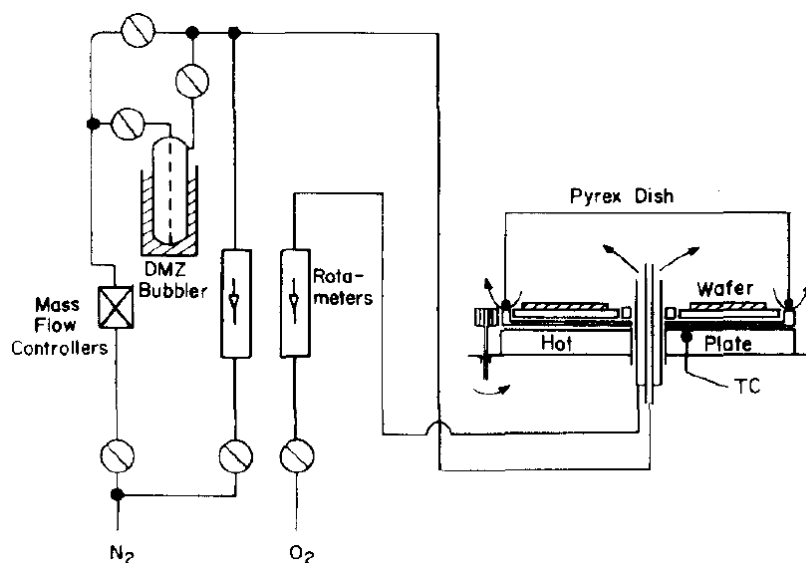 Pyrex Dish
DMZ
Bubbler
Rota-
meters
Wafer
Mass
Flow
Controllers
Hot
Plate
TC
N2
O2